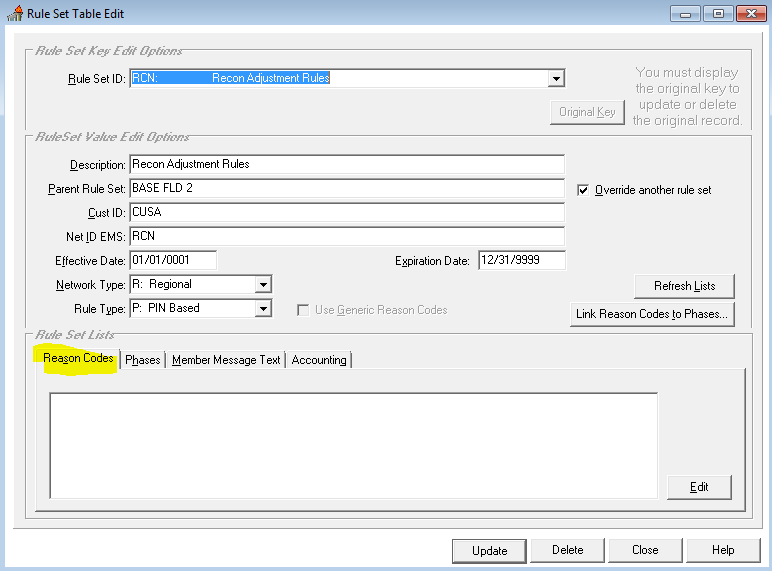 Rule Set Table Edit
Rule Set Key Edit Options
Rule Set ID: RCN: Recon Adjustment Rules
You must display
the original key to
update or delete
the original record.
Original Key
RuleSet Value Edit Options
Description: Recon Adjustment Rules
Parent Rule Set: BASE FLD 2
Override another rule set
Cust ID: CUSA
Net ID EMS: RCN
Effective Date: 01/01/0001 Expiration Date: 12/31/9999
Network Type: R: Regional Refresh Lists
Rule Type: P: PIN Based Use Generic Reason Codes Link Reason Codes to Phases...
Rule Set Lists
Reason Codes Phases Member Message Text Accounting
Edit
Update Delete Close Help